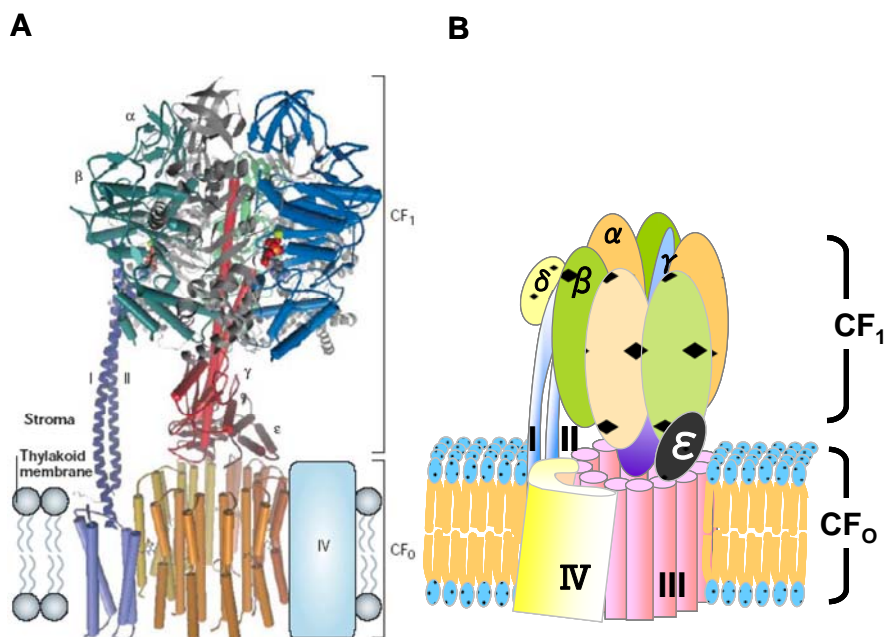 A
α
β
CF1
I
II
γ
ε
Stroma
Thylakoid
membrane
IV
CF0
B
α
γ
δ
β
CF1
I
II
ε
IV
III
CFO